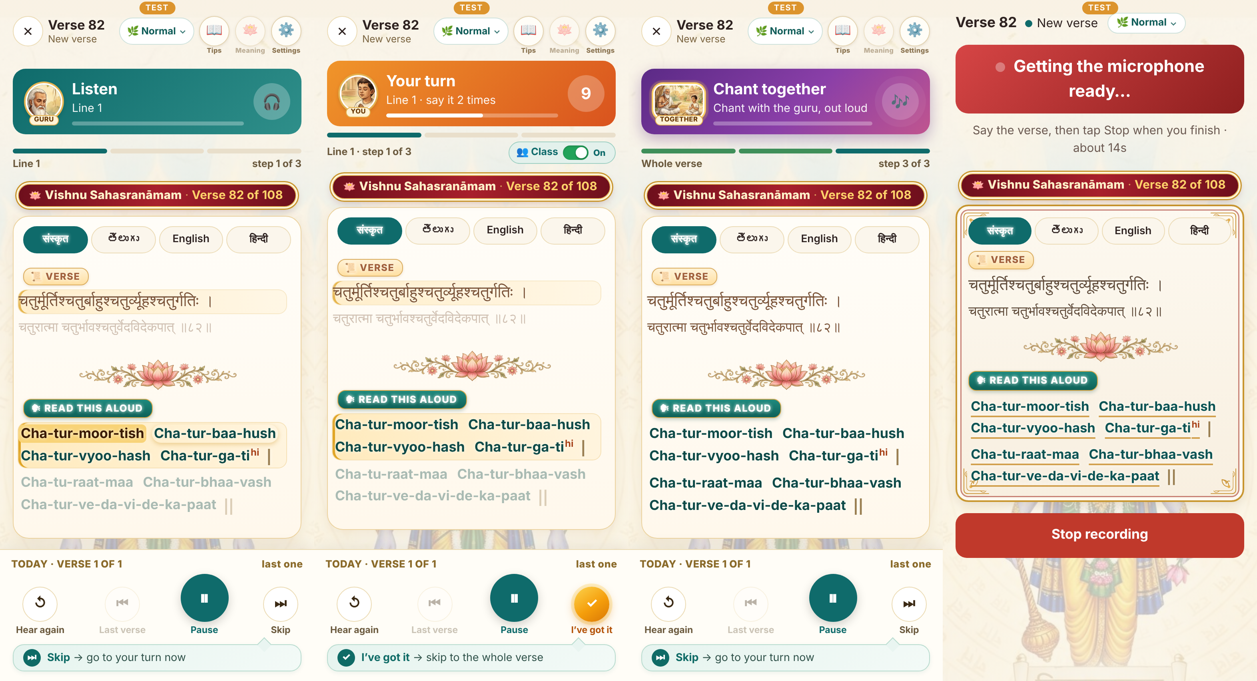 TEST
Verse 82
New verse
🌿 Normal
Tips
Meaning
Settings
GURU
Listen
Line 1
Line 1
step 1 of 3
Vishnu Sahasranāmam · Verse 82 of 108
संस्कृत
తెలుగు
English
हिन्दी
VERSE
चतुर्मूर्तिश्चतुर्बाहुश्चतुर्व्यूहश्चतुर्गतिः ।
चतुरात्मा चतुर्भावश्चतुर्वेदविदेकपात् ॥८२॥
READ THIS ALOUD
Cha-tur-moor-tish Cha-tur-baa-hush
Cha-tur-vyoo-hash Cha-tur-ga-tihi |
Cha-tu-raat-maa Cha-tur-bhaa-vash
Cha-tur-ve-da-vi-de-ka-paat ||
TODAY · VERSE 1 OF 1
last one
Hear again
Last verse
Pause
Skip
Skip → go to your turn now
TEST
Verse 82
New verse
🌿 Normal
Tips
Meaning
Settings
YOU
Your turn
Line 1 · say it 2 times
9
Line 1 · step 1 of 3
Class
On
Vishnu Sahasranāmam · Verse 82 of 108
संस्कृत
తెలుగు
English
हिन्दी
VERSE
चतुर्मूर्तिश्चतुर्बाहुश्चतुर्व्यूहश्चतुर्गतिः ।
चतुरात्मा चतुर्भावश्चतुर्वेदविदेकपात् ॥८२॥
READ THIS ALOUD
Cha-tur-moor-tish Cha-tur-baa-hush
Cha-tur-vyoo-hash Cha-tur-ga-tihi |
Cha-tu-raat-maa Cha-tur-bhaa-vash
Cha-tur-ve-da-vi-de-ka-paat ||
TODAY · VERSE 1 OF 1
last one
Hear again
Last verse
Pause
I've got it
I've got it → skip to the whole verse
TEST
Verse 82
New verse
🌿 Normal
Tips
Meaning
Settings
TOGETHER
Chant together
Chant with the guru, out loud
Whole verse
step 3 of 3
Vishnu Sahasranāmam · Verse 82 of 108
संस्कृत
తెలుగు
English
हिन्दी
VERSE
चतुर्मूर्तिश्चतुर्बाहुश्चतुर्व्यूहश्चतुर्गतिः ।
चतुरात्मा चतुर्भावश्चतुर्वेदविदेकपात् ॥८२॥
READ THIS ALOUD
Cha-tur-moor-tish Cha-tur-baa-hush
Cha-tur-vyoo-hash Cha-tur-ga-tihi |
Cha-tu-raat-maa Cha-tur-bhaa-vash
Cha-tur-ve-da-vi-de-ka-paat ||
TODAY · VERSE 1 OF 1
last one
Hear again
Last verse
Pause
Skip
Skip → go to your turn now
TEST
Verse 82 ● New verse 🌿 Normal
Getting the microphone
ready…
Say the verse, then tap Stop when you finish ·
about 14s
Vishnu Sahasranāmam · Verse 82 of 108
संस्कृत
తెలుగు
English
हिन्दी
VERSE
चतुर्मूर्तिश्चतुर्बाहुश्चतुर्व्यूहश्चतुर्गतिः ।
चतुरात्मा चतुर्भावश्चतुर्वेदविदेकपात् ॥८२॥
READ THIS ALOUD
Cha-tur-moor-tish Cha-tur-baa-hush
Cha-tur-vyoo-hash Cha-tur-ga-tihi |
Cha-tu-raat-maa Cha-tur-bhaa-vash
Cha-tur-ve-da-vi-de-ka-paat ||
Stop recording